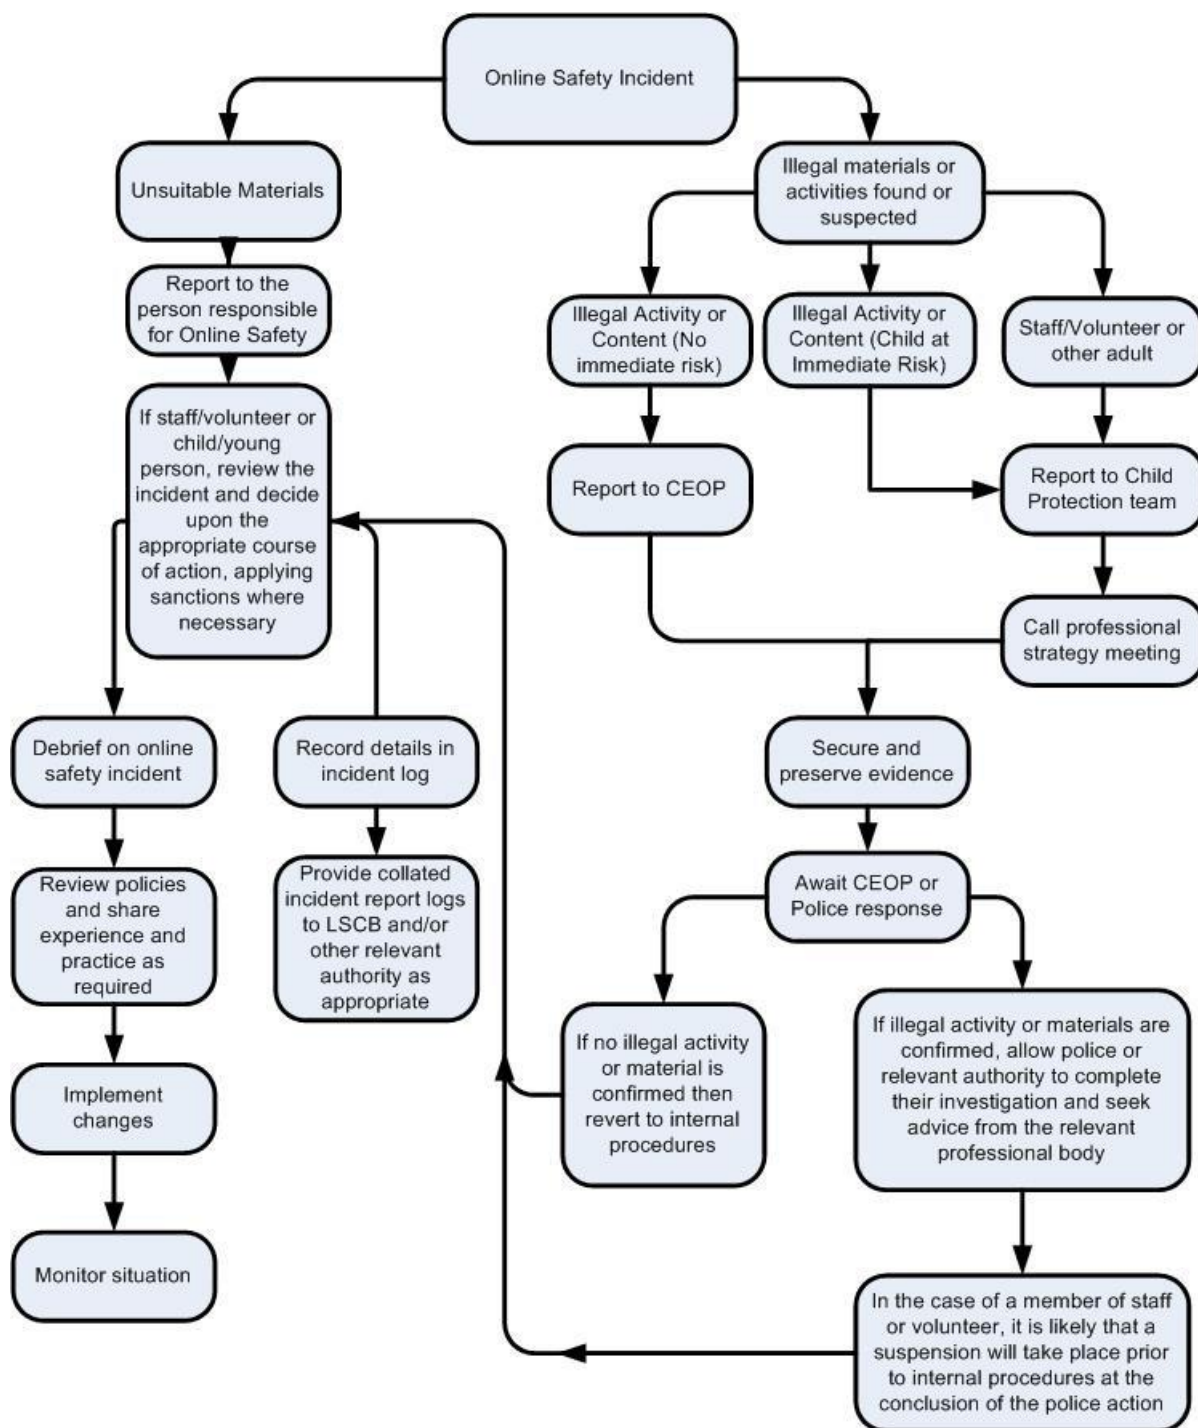 Online Safety Incident
Unsuitable Materials
Report to the
person responsible
for Online Safety
If staff/volunteer or
child/young
person, review the
incident and decide
upon the
appropriate course
of action, applying
sanctions where
necessary
Debrief on online
safety incident
Review policies
and share
experience and
practice as
required
Implement
changes
Monitor situation
Record details in
incident log
Provide collated
incident report logs
to LSCB and/or
other relevant
authority as
appropriate
Illegal materials or
activities found or
suspected
Illegal Activity or
Content (No
immediate risk)
Report to CEOP
Illegal Activity or
Content (Child at
Immediate Risk)
Staff/Volunteer or
other adult
Report to Child
Protection team
Call professional
strategy meeting
Secure and
preserve evidence
Await CEOP or
Police response
If no illegal activity
or material is
confirmed then
revert to internal
procedures
If illegal activity or materials are
confirmed, allow police or
relevant authority to complete
their investigation and seek
advice from the relevant
professional body
In the case of a member of staff
or volunteer, it is likely that a
suspension will take place prior
to internal procedures at the
conclusion of the police action